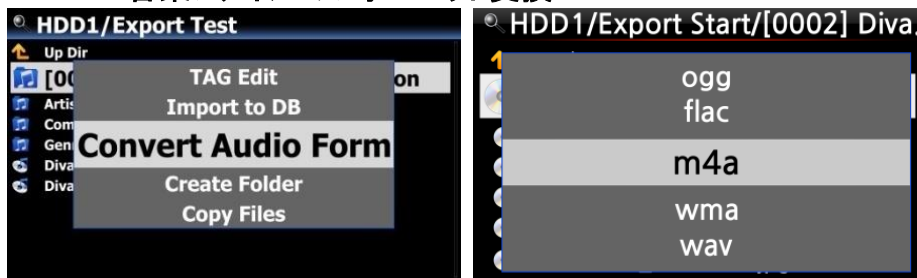 HDD1/Export Test
Up Dir
[00 on
Artis
Com
Gen
Diva
Diva
TAG Edit
Import to DB
Convert Audio Form
Create Folder
Copy Files
HDD1/Export Start/[0002] Diva.
ogg
flac
m4a
wma
wav